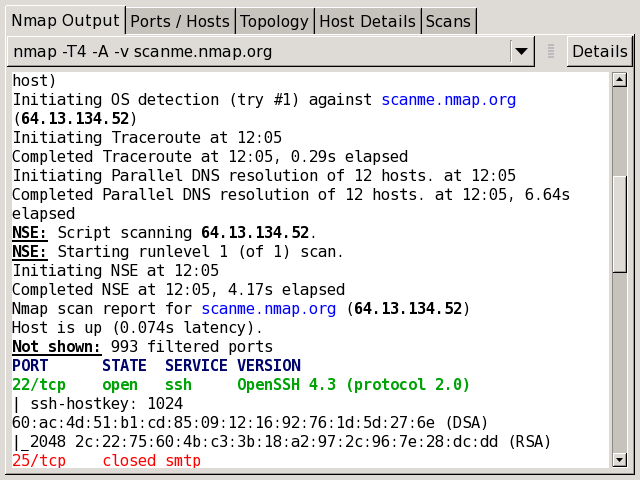 Nmap Output Ports / Hosts Topology Host Details Scans
nmap -T4 -A -v scanme.nmap.org Details
host)
Initiating OS detection (try #1) against scanme.nmap.org
(64.13.134.52)
Initiating Traceroute at 12:05
Completed Traceroute at 12:05, 0.29s elapsed
Initiating Parallel DNS resolution of 12 hosts. at 12:05
Completed Parallel DNS resolution of 12 hosts. at 12:05, 6.64s
elapsed
NSE: Script scanning 64.13.134.52.
NSE: Starting runlevel 1 (of 1) scan.
Initiating NSE at 12:05
Completed NSE at 12:05, 4.17s elapsed
Nmap scan report for scanme.nmap.org (64.13.134.52)
Host is up (0.074s latency).
Not shown: 993 filtered ports
PORT STATE SERVICE VERSION
22/tcp open ssh OpenSSH 4.3 (protocol 2.0)
| ssh-hostkey: 1024
60:ac:4d:51:b1:cd:85:09:12:16:92:76:1d:5d:27:6e (DSA)
|_2048 2c:22:75:60:4b:c3:3b:18:a2:97:2c:96:7e:28:dc:dd (RSA)
25/tcp closed smtp